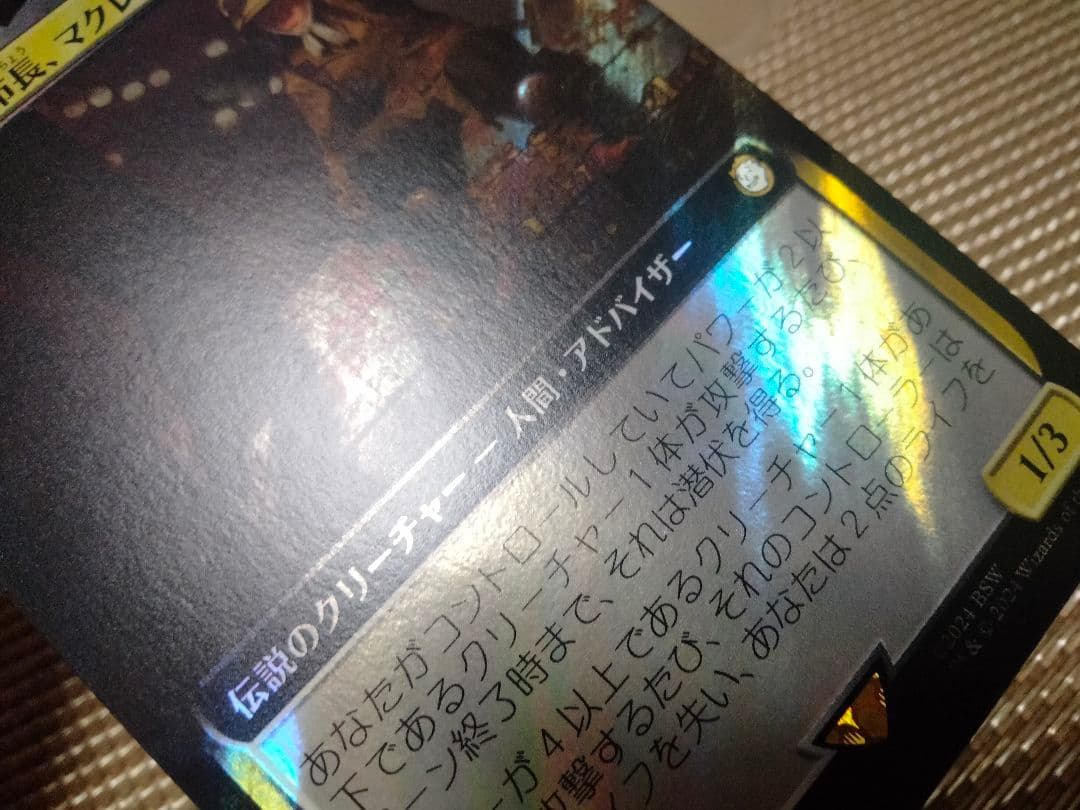 市長、マクレ
伝説のクリーチャー — 人間・アドバイザー
あなたがコントロールしていてパワーが2以
下であるクリーチャー1体が攻撃するたび、
ーン終了時まで、それは潜伏を得る。
ーが4以上であるクリーチャー1体があ
攻撃するたび、それのコントローラーは
フを失い、あなたは2点のライフを
1/3
2024 BSW
& © 2024 Wizards of th